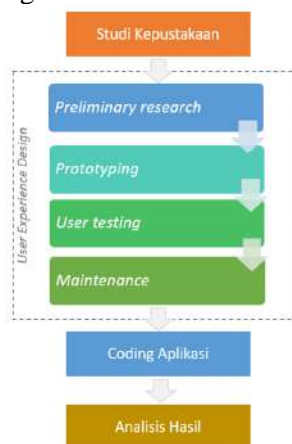 Studi Kepustakaan
User Experience Design
Preliminary research
Prototyping
User testing
Maintenance
Coding Aplikasi
Analisis Hasil